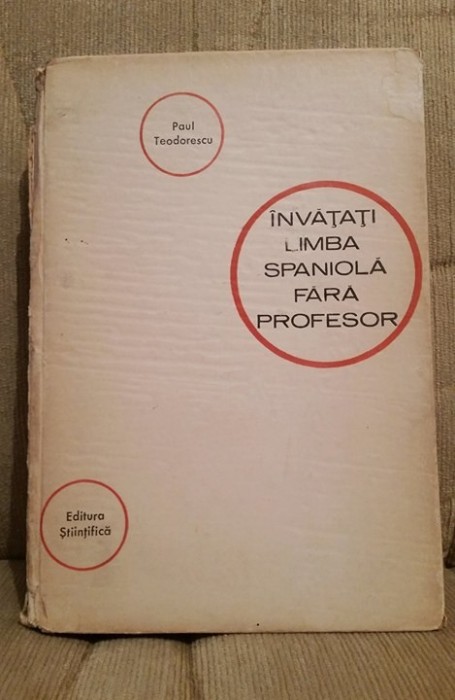 Paul
Teodorescu
ÎNVĂŢAŢI
LIMBA
SPANIOLĂ
FĂRĂ
PROFESOR
Editura
Ştiinţifică